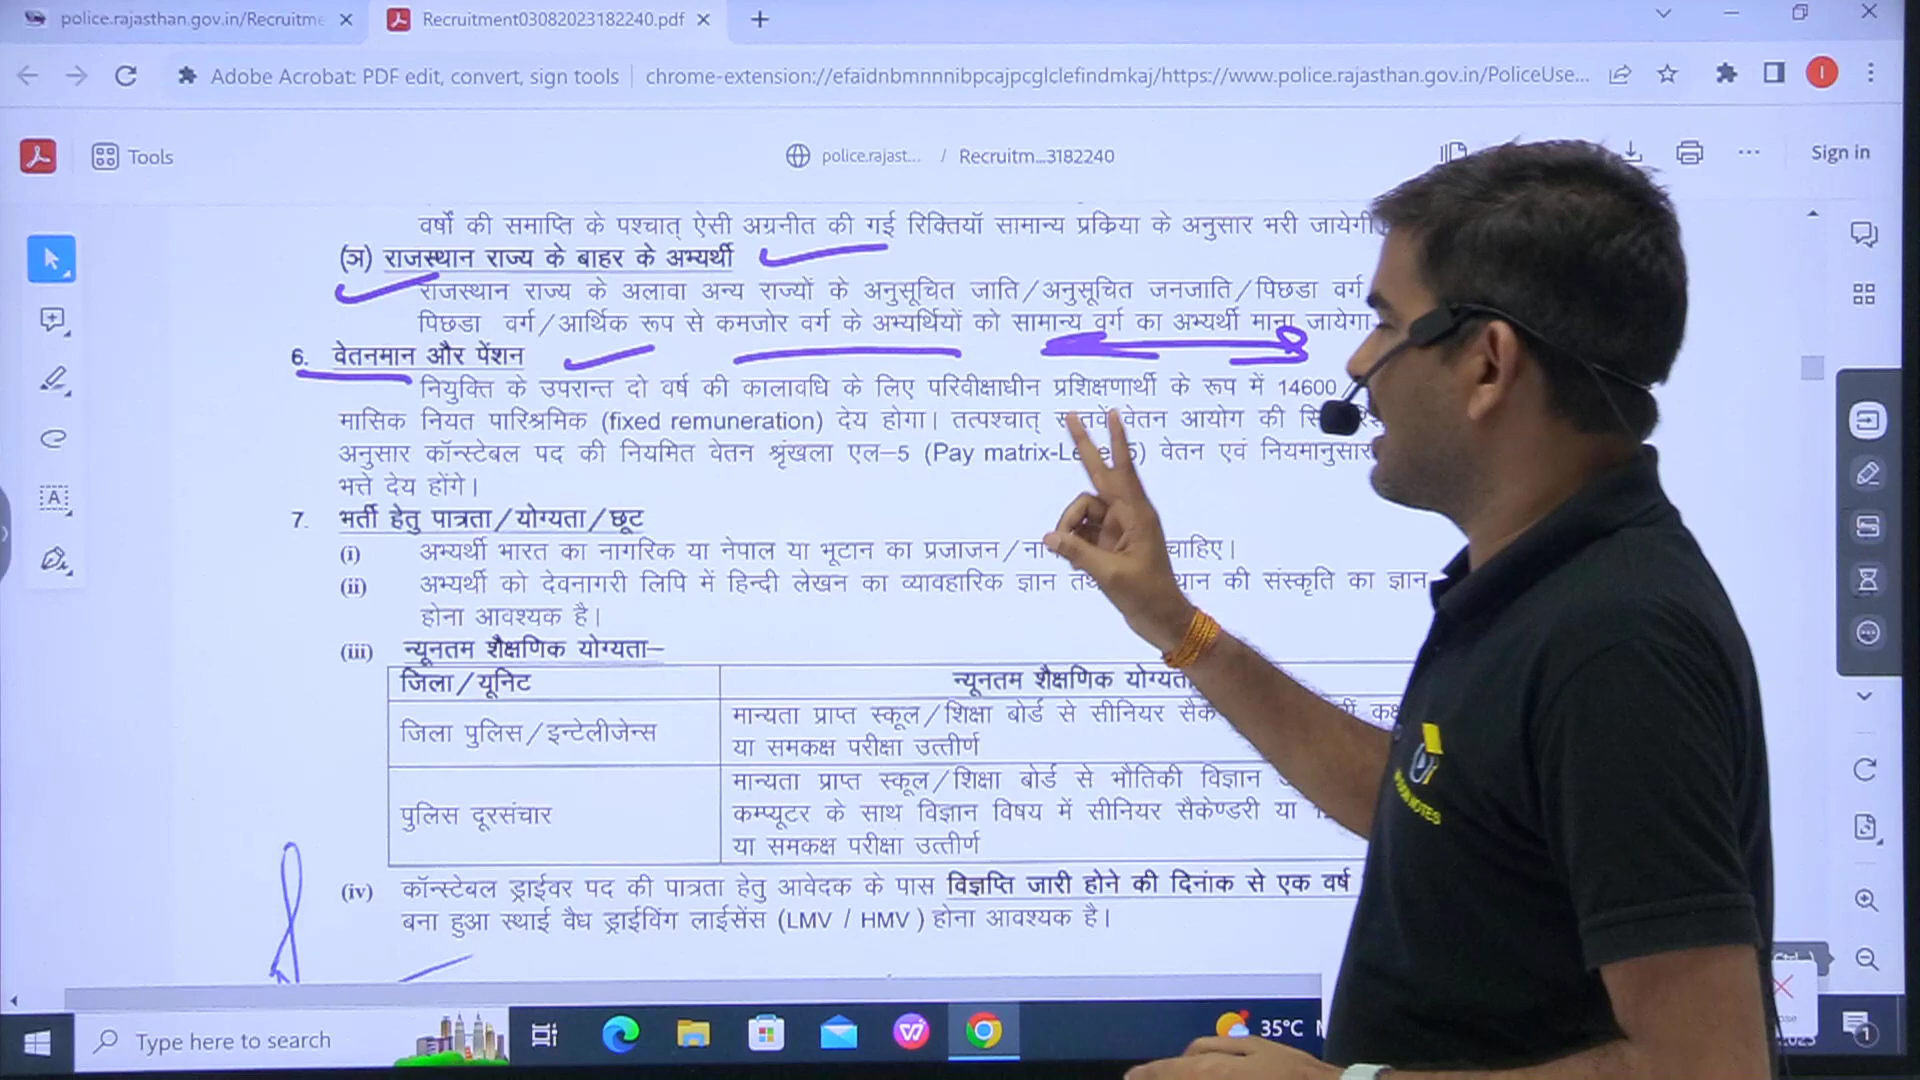 police.rajasthan.gov.in/Recruitme
Recruitment03082023182240.pdf
Adobe Acrobat: PDF edit, convert, sign tools
chrome-extension://efaidnbmnnnibpcajpcglclefindmkaj/https://www.police.rajasthan.gov.in/PoliceUse...
I
Tools
police.rajast... / Recruitm...3182240
Sign in
वर्षों की समाप्ति के पश्चात् ऐसी अग्रनीत की गई रिक्तियॉ सामान्य प्रक्रिया के अनुसार भरी जायेगी
(ञ) राजस्थान राज्य के बाहर के अभ्यर्थी
राजस्थान राज्य के अलावा अन्य राज्यों के अनुसूचित जाति/अनुसूचित जनजाति/पिछडा वर्ग
पिछडा वर्ग/आर्थिक रूप से कमजोर वर्ग के अभ्यर्थियों को सामान्य वर्ग का अभ्यर्थी माना जायेगा
6. वेतनमान और पेंशन
नियुक्ति के उपरान्त दो वर्ष की कालावधि के लिए परिवीक्षाधीन प्रशिक्षणार्थी के रूप में 14600/
मासिक नियत पारिश्रमिक (fixed remuneration) देय होगा। तत्पश्चात् वेतन आयोग की
अनुसार कॉन्स्टेबल पद की नियमित वेतन श्रृंखला एल–5 (Pay matrix- वेतन एवं नियमानुसार
भत्ते देय होंगे।
7. भर्ती हेतु पात्रता/योग्यता/छूट
(i) अभ्यर्थी भारत का नागरिक या नेपाल या भूटान का प्रजाजन/ चाहिए।
(ii) अभ्यर्थी को देवनागरी लिपि में हिन्दी लेखन का व्यावहारिक ज्ञान की संस्कृति का ज्ञान
होना आवश्यक है।
(iii) न्यूनतम शैक्षणिक योग्यता–
जिला/यूनिट न्यूनतम शैक्षणिक योग्यता
जिला पुलिस/इन्टेलीजेन्स
मान्यता प्राप्त स्कूल/शिक्षा बोर्ड से सीनियर
या समकक्ष परीक्षा उत्तीर्ण
पुलिस दूरसंचार
मान्यता प्राप्त स्कूल/शिक्षा बोर्ड से भौतिकी विज्ञान
कम्प्यूटर के साथ विज्ञान विषय में सीनियर सैकेण्डरी या
या समकक्ष परीक्षा उत्तीर्ण
(iv) कॉन्स्टेबल ड्राईवर पद की पात्रता हेतु आवेदक के पास विज्ञप्ति जारी होने की दिनांक से एक वर्ष
बना हुआ स्थाई वैध ड्राईविंग लाईसेंस (LMV / HMV ) होना आवश्यक है।
Type here to search
35°C
1